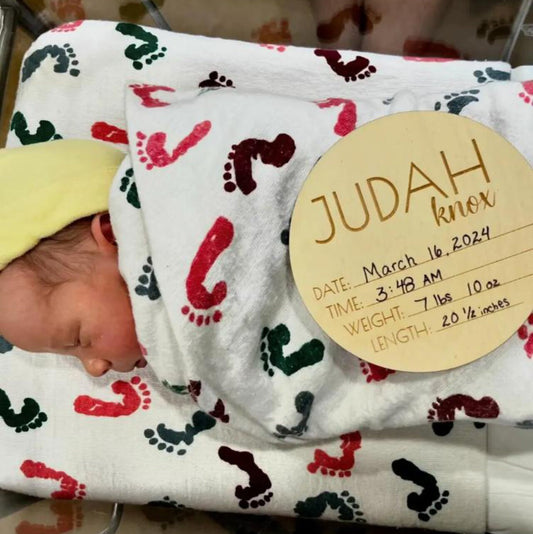 JUDAH
knox
DATE: March 16, 2024
TIME: 3:48 AM
WEIGHT: 7 lbs 10 oz
LENGTH: 20 1/2 inches